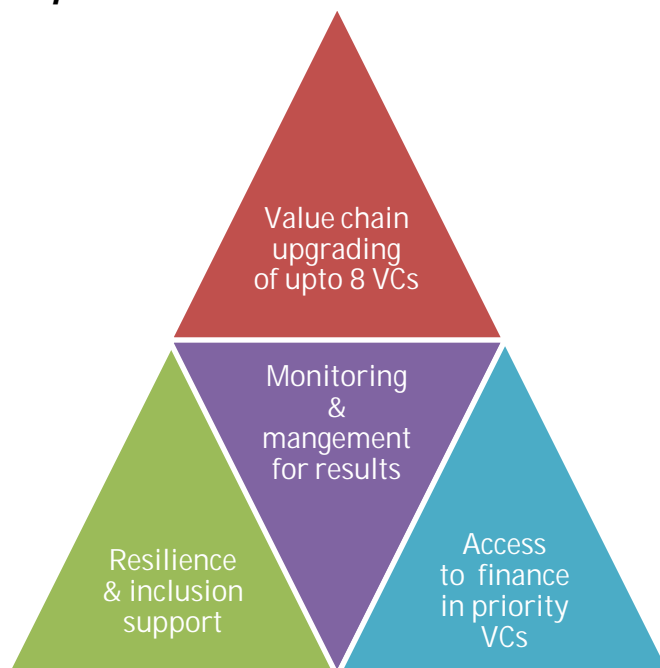 Value chain
upgrading
of upto 8 VCs
Monitoring
&
mangement
for results
Resilience
& inclusion
support
Access
to finance
in priority
VCs